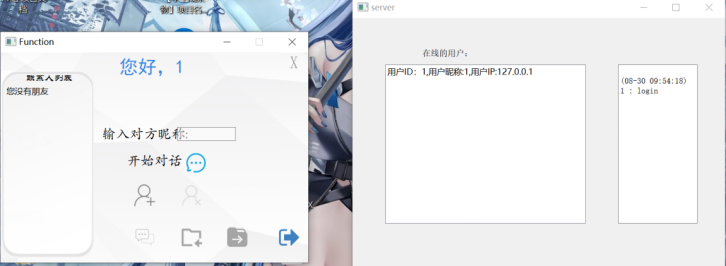 Function
您好，1
X
联系人列表
您没有朋友
输入对方昵称:
开始对话
server
在线的用户：
用户ID：1,用户昵称:1,用户IP:127.0.0.1
(08-30 09:54:18)
1 : login